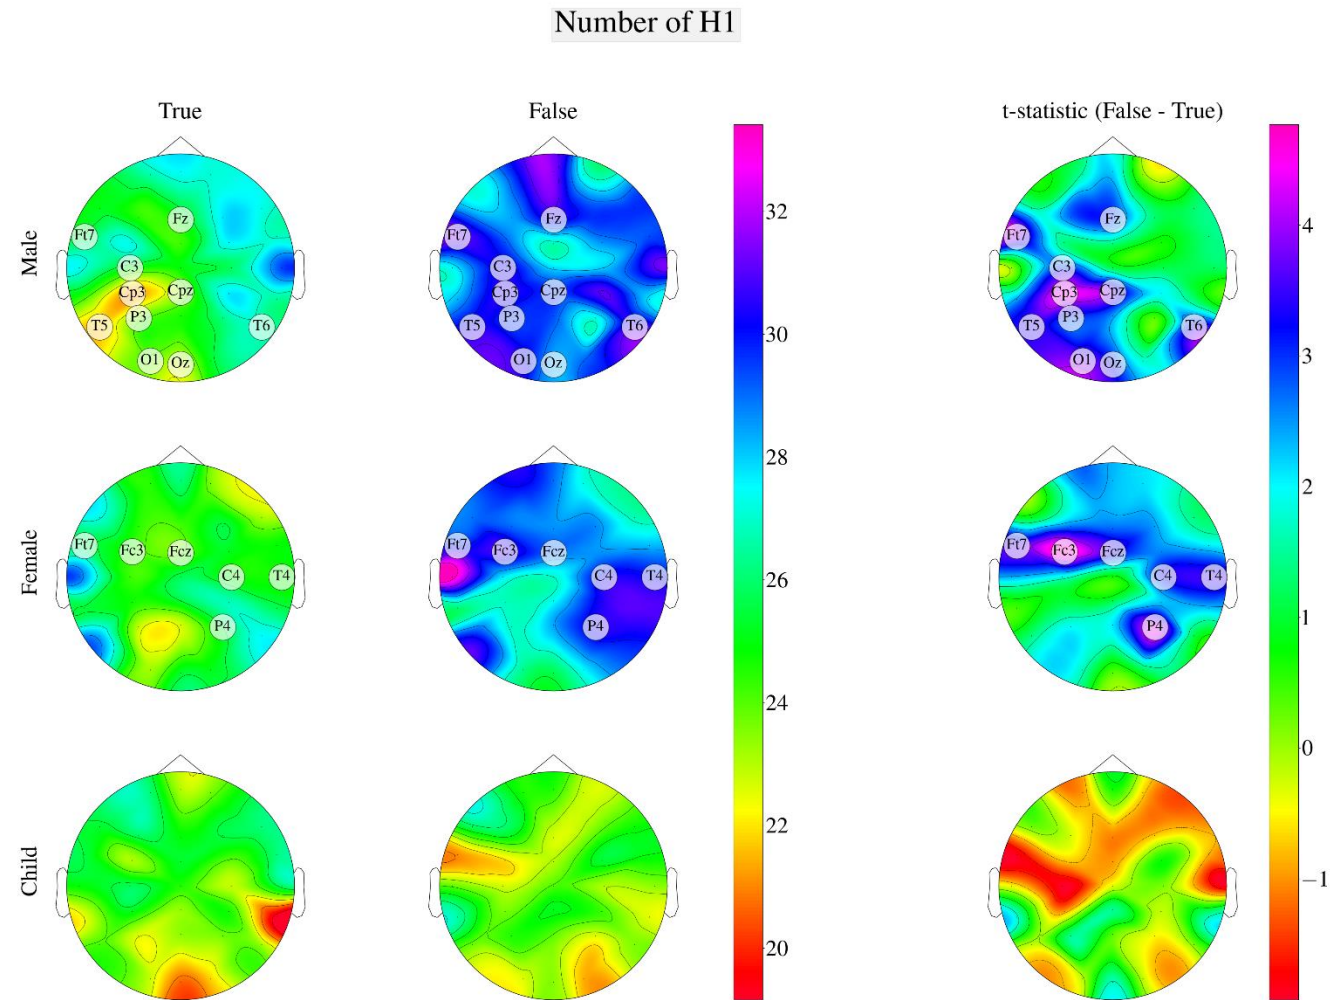 Number of H1
True False t-statistic (False - True)
Male
Fz Ft7 C3 Cp3 Cpz P3 T5 T6 O1 Oz
Fz Ft7 C3 Cp3 Cpz P3 T5 T6 O1 Oz
32
30
28
26
24
22
20
Fz Ft7 C3 Cp3 Cpz P3 T5 T6 O1 Oz
4
3
2
1
0
−1
Female
Ft7 Fc3 Fcz C4 T4 P4
Ft7 Fc3 Fcz C4 T4 P4
Ft7 Fc3 Fcz C4 T4 P4
Child